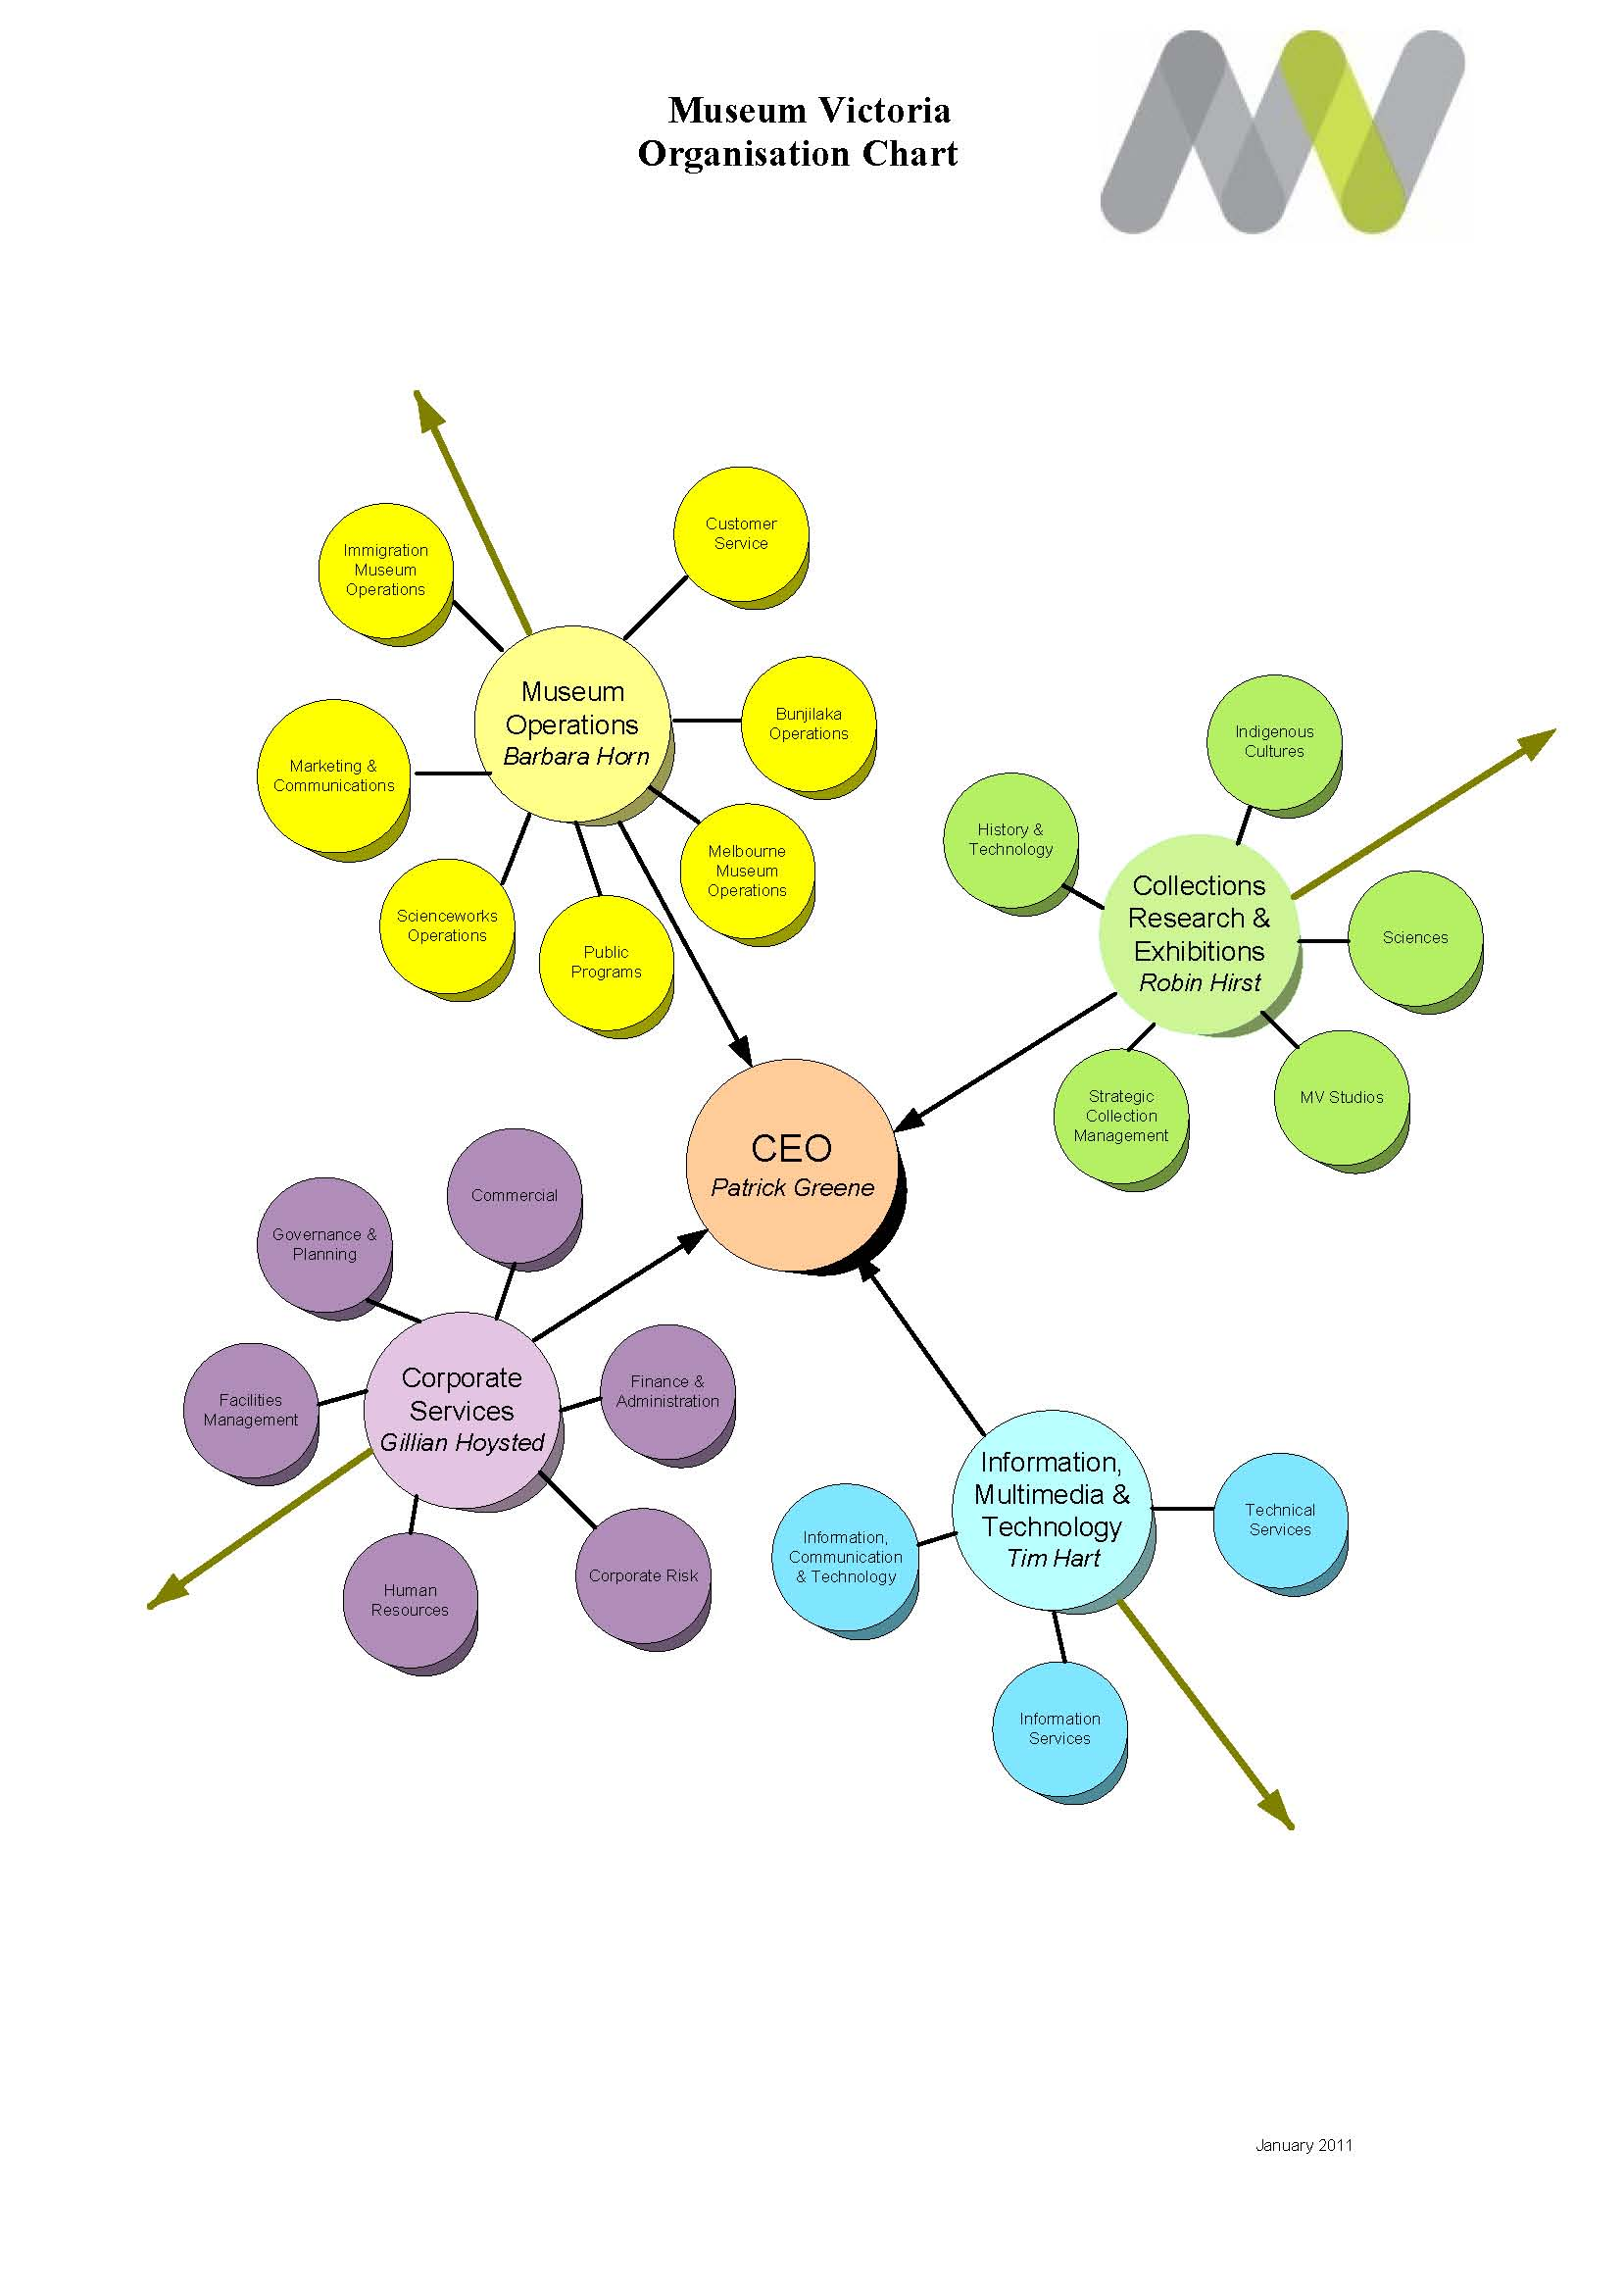 Museum Victoria
Organisation Chart
Customer
Service
Immigration
Museum
Operations
Museum
Operations
Barbara Horn
Bunjilaka
Operations
Marketing &
Communications
Melbourne
Museum
Operations
Scienceworks
Operations
Public
Programs
Indigenous
Cultures
History &
Technology
Collections
Research &
Exhibitions
Robin Hirst
Sciences
Strategic
Collection
Management
MV Studios
CEO
Patrick Greene
Commercial
Governance &
Planning
Facilities
Management
Corporate
Services
Gillian Hoysted
Finance &
Administration
Human
Resources
Corporate Risk
Information,
Multimedia &
Technology
Tim Hart
Technical
Services
Information,
Communication
& Technology
Information
Services
January 2011